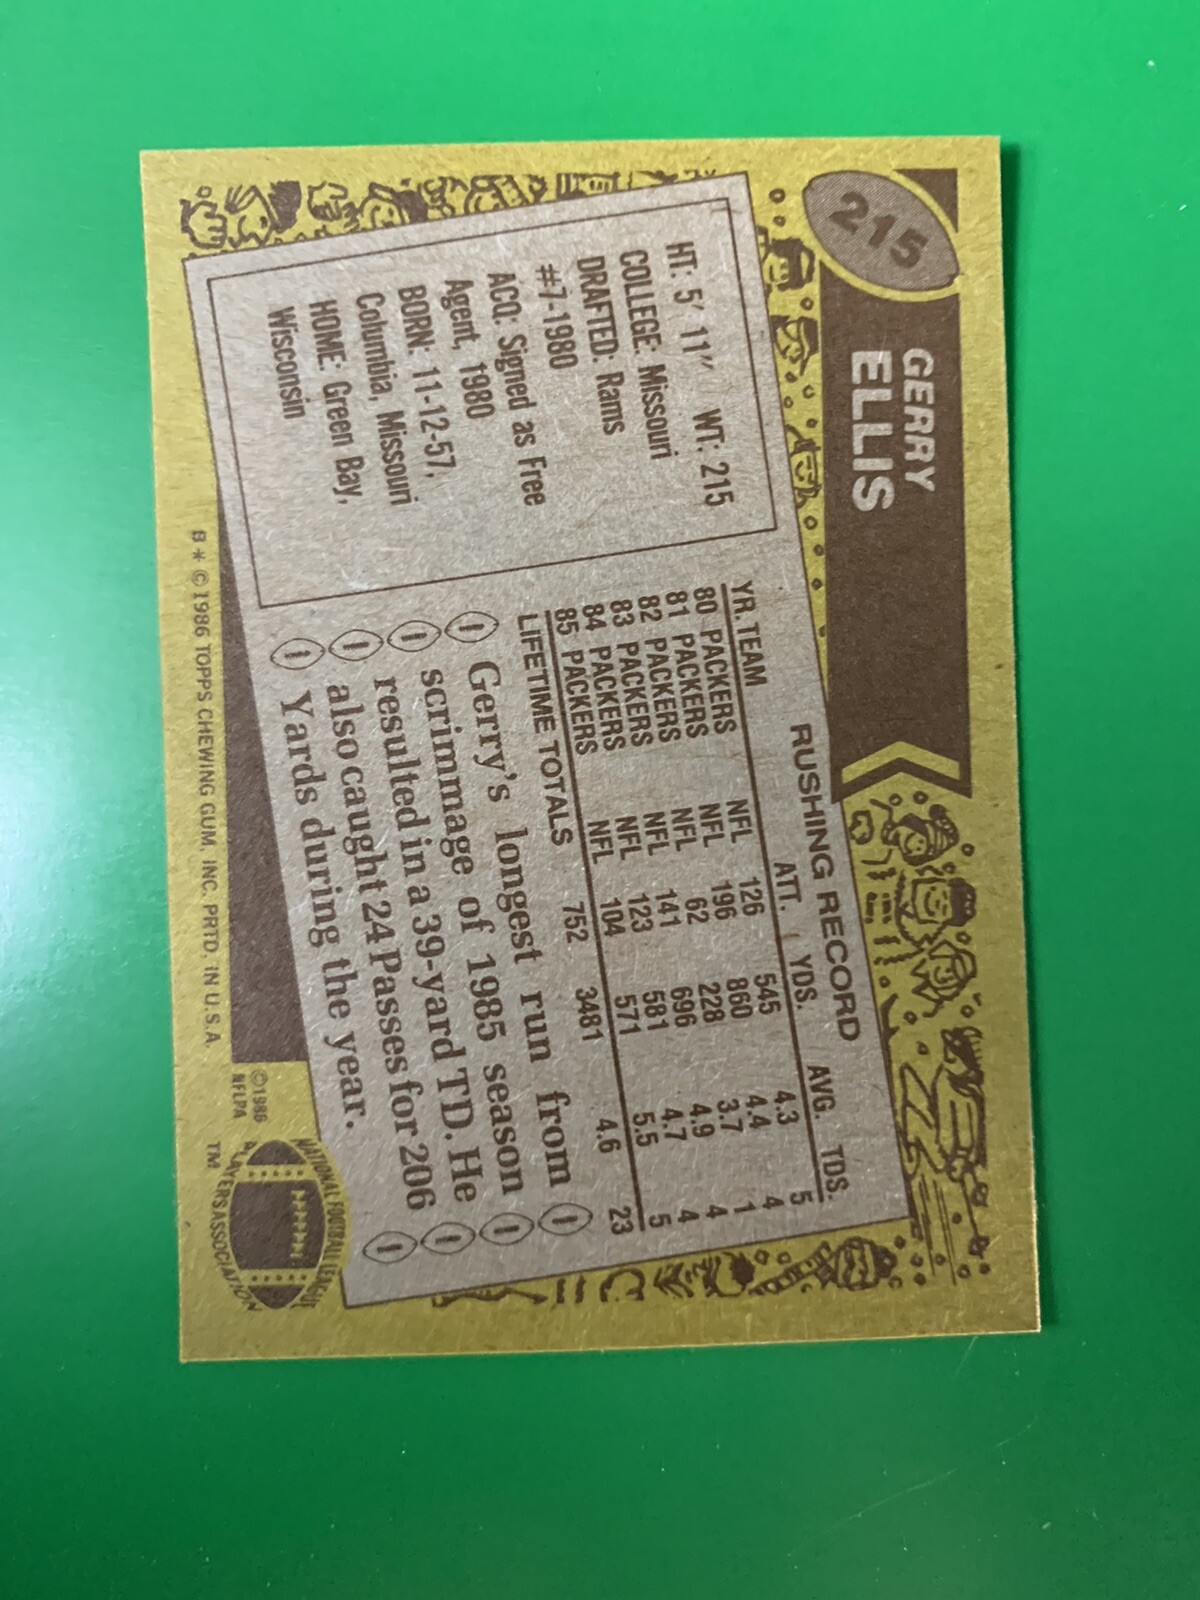 215
GERRY
ELLIS
HT: 5' 11" WT: 215
COLLEGE: Missouri
DRAFTED: Rams
#7-1980
ACQ: Signed as Free
Agent, 1980
BORN: 11-12-57,
Columbia, Missouri
HOME: Green Bay,
Wisconsin
RUSHING RECORD
YR. TEAM ATT. YDS. AVG. TDS.
80 PACKERS NFL 126 545 4.3 5
81 PACKERS NFL 196 860 4.4 4
82 PACKERS NFL 62 228 3.7 1
83 PACKERS NFL 141 696 4.9 4
84 PACKERS NFL 123 581 4.7 4
85 PACKERS NFL 104 571 5.5 5
LIFETIME TOTALS 752 3481 4.6 23
Gerry's longest run from
scrimmage of 1985 season
resulted in a 39-yard TD. He
also caught 24 Passes for 206
Yards during the year.
B * © 1986 TOPPS CHEWING GUM, INC. PRTD. IN U.S.A.
©1986
NFLPA
NATIONAL FOOTBALL LEAGUE
PLAYERS ASSOCIATION
TM